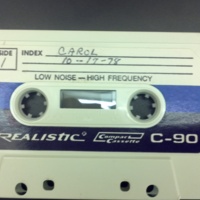 SIDE INDEX CAROL
1 10-17-78
LOW NOISE—HIGH FREQUENCY
REALISTIC Compact Cassette C-90